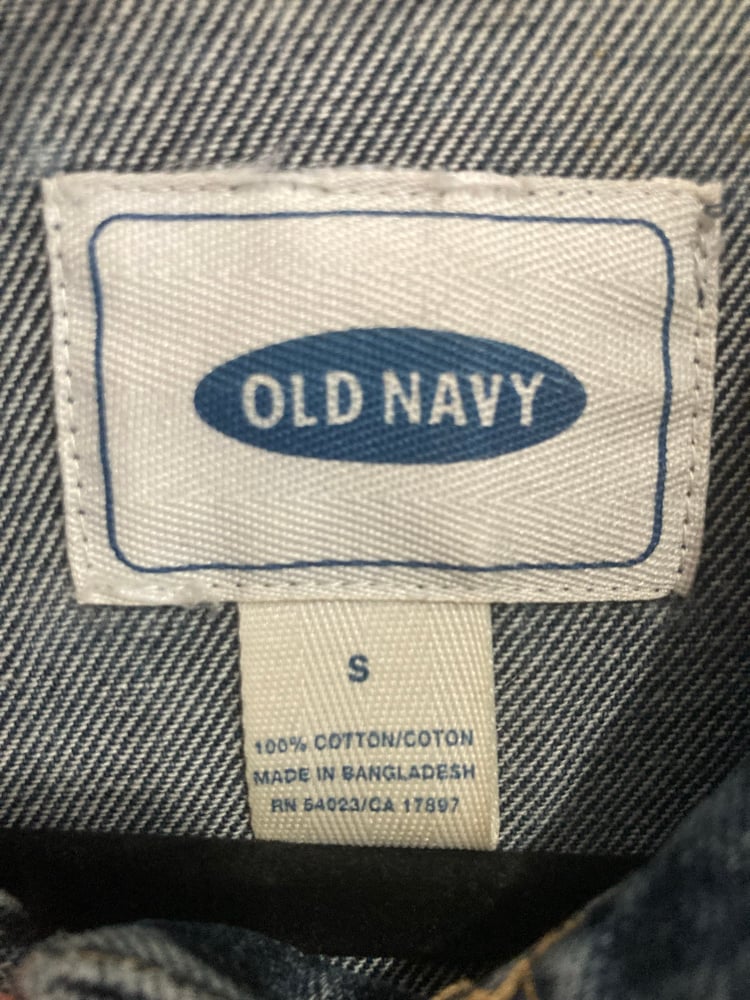 OLD NAVY
S
100% COTTON/COTON
MADE IN BANGLADESH
RN 54023/CA 17897